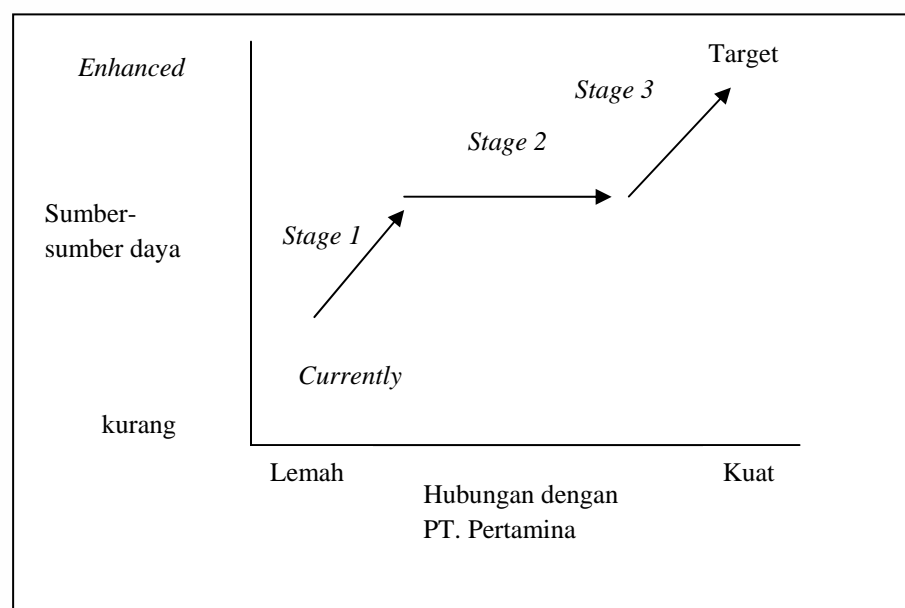 Enhanced
Target
Stage 3
Stage 2
Sumber-
sumber daya
Stage 1
Currently
kurang
Lemah
Kuat
Hubungan dengan
PT. Pertamina